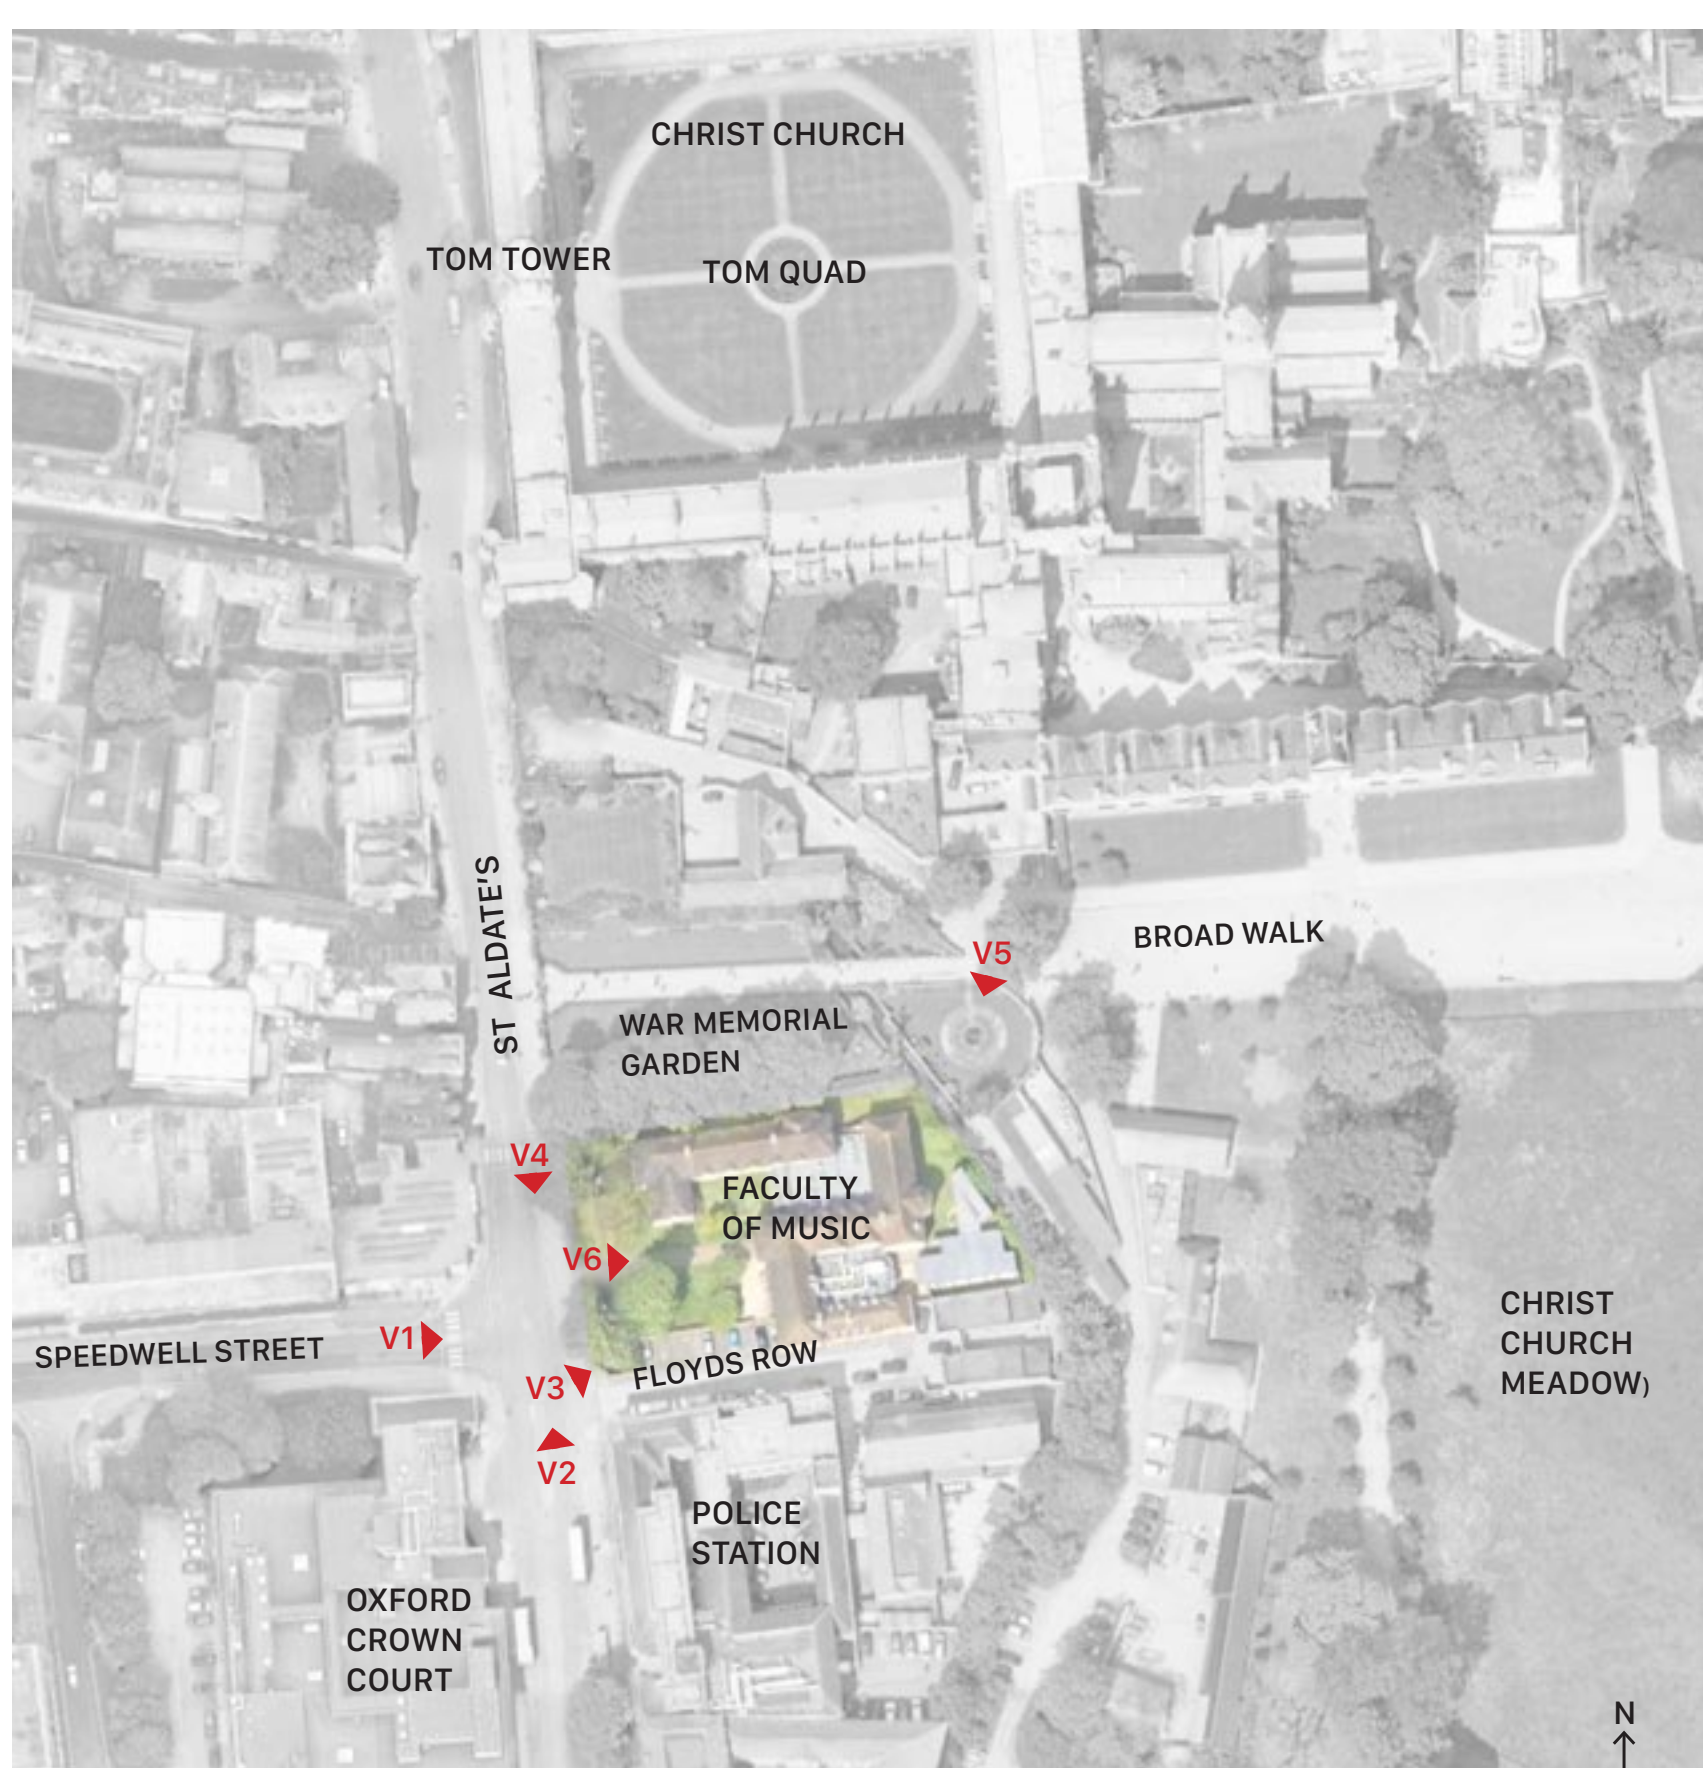 CHRIST CHURCH
TOM TOWER
TOM QUAD
ST ALDATE'S
BROAD WALK
V5
WAR MEMORIAL
GARDEN
V4
FACULTY
OF MUSIC
V6
CHRIST
CHURCH
MEADOW)
SPEEDWELL STREET
V1
V3
FLOYDS ROW
V2
POLICE
STATION
OXFORD
CROWN
COURT
N